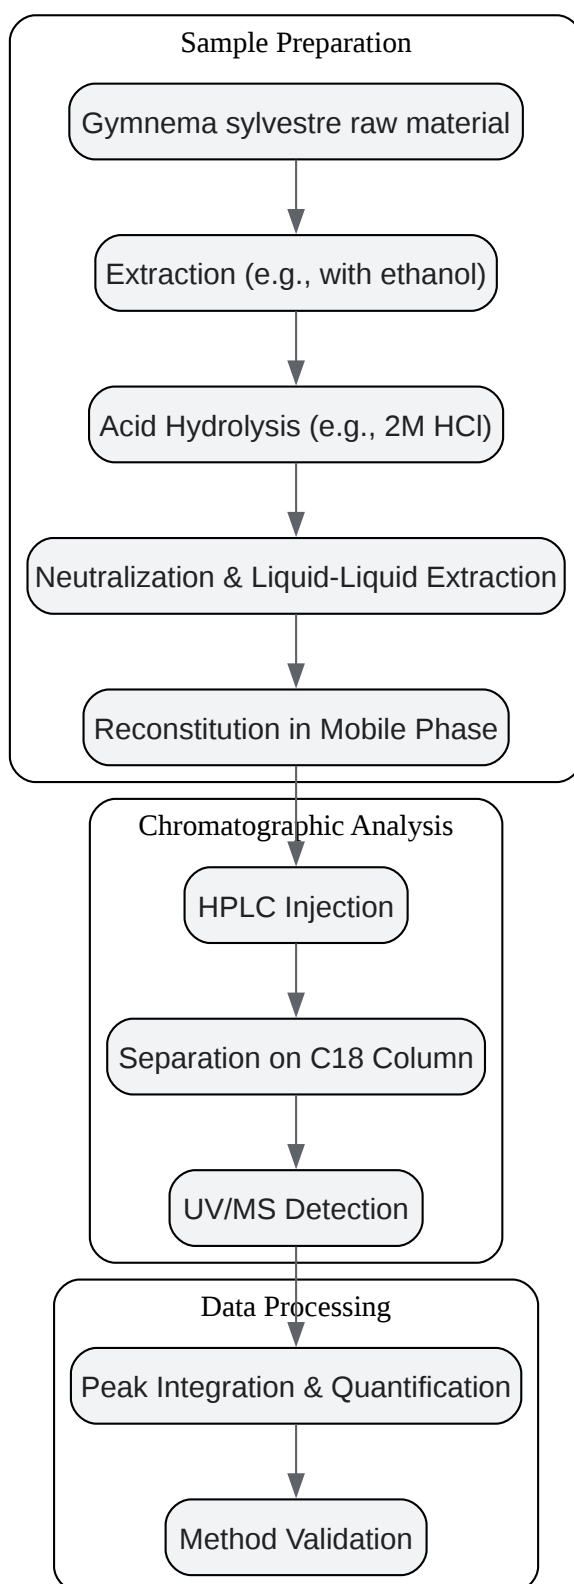 Sample Preparation
Gymnema sylvestre raw material
Extraction (e.g., with ethanol)
Acid Hydrolysis (e.g., 2M HCl)
Neutralization & Liquid-Liquid Extraction
Reconstitution in Mobile Phase
Chromatographic Analysis
HPLC Injection
Separation on C18 Column
UV/MS Detection
Data Processing
Peak Integration & Quantification
Method Validation